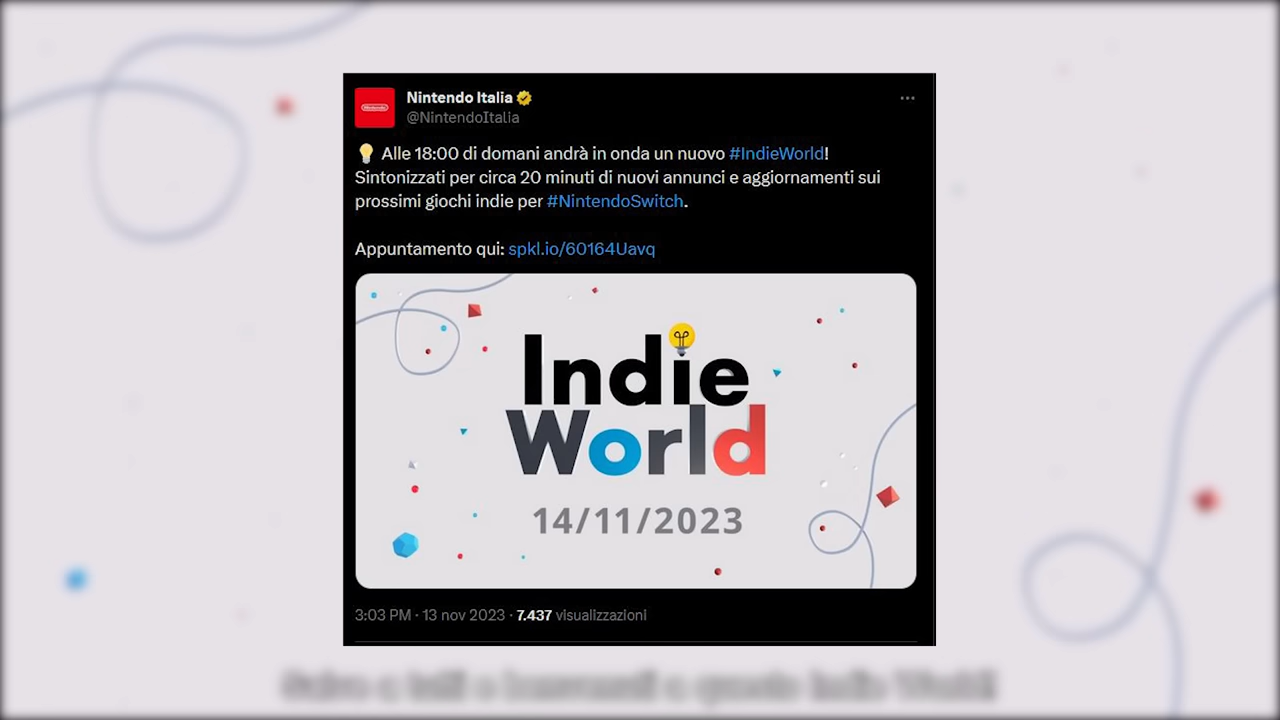 Nintendo Italia
@NintendoItalia
Alle 18:00 di domani andrà in onda un nuovo #IndieWorld!
Sintonizzati per circa 20 minuti di nuovi annunci e aggiornamenti sui
prossimi giochi indie per #NintendoSwitch.
Appuntamento qui: spkl.io/60164Uavq
Indie
World
14/11/2023
3:03 PM · 13 nov 2023 · 7.437 visualizzazioni